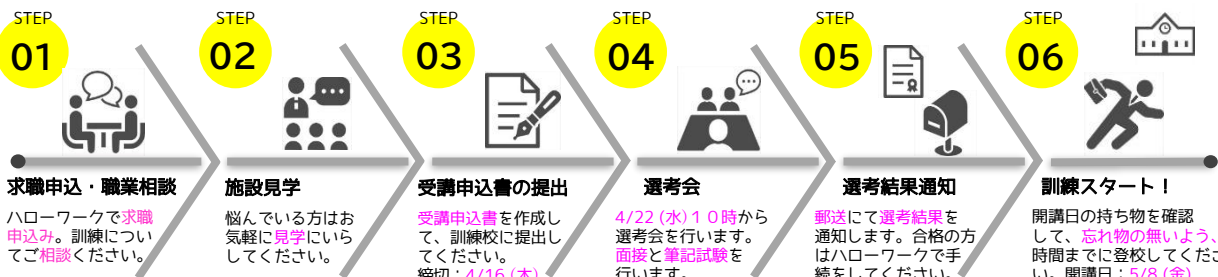 STEP
01
求職申込・職業相談
ハローワークで求職
申込み。訓練につい
てご相談ください。
STEP
02
施設見学
悩んでいる方はお
気軽に見学にいら
してください。
STEP
03
受講申込書の提出
受講申込書を作成し
て、訓練校に提出し
てください。
締切:4/16(木)
STEP
04
選考会
4/22(水)10時から
選考会を行います。
面接と筆記試験を
行います。
STEP
05
選考結果通知
郵送にて選考結果を
通知します。合格の方
はハローワークで手
続をしてください。
STEP
06
訓練スタート!
開講日の持ち物を確認
して、忘れ物の無いよう、
時間までに登校してくださ
い。開講日:5/8(金)